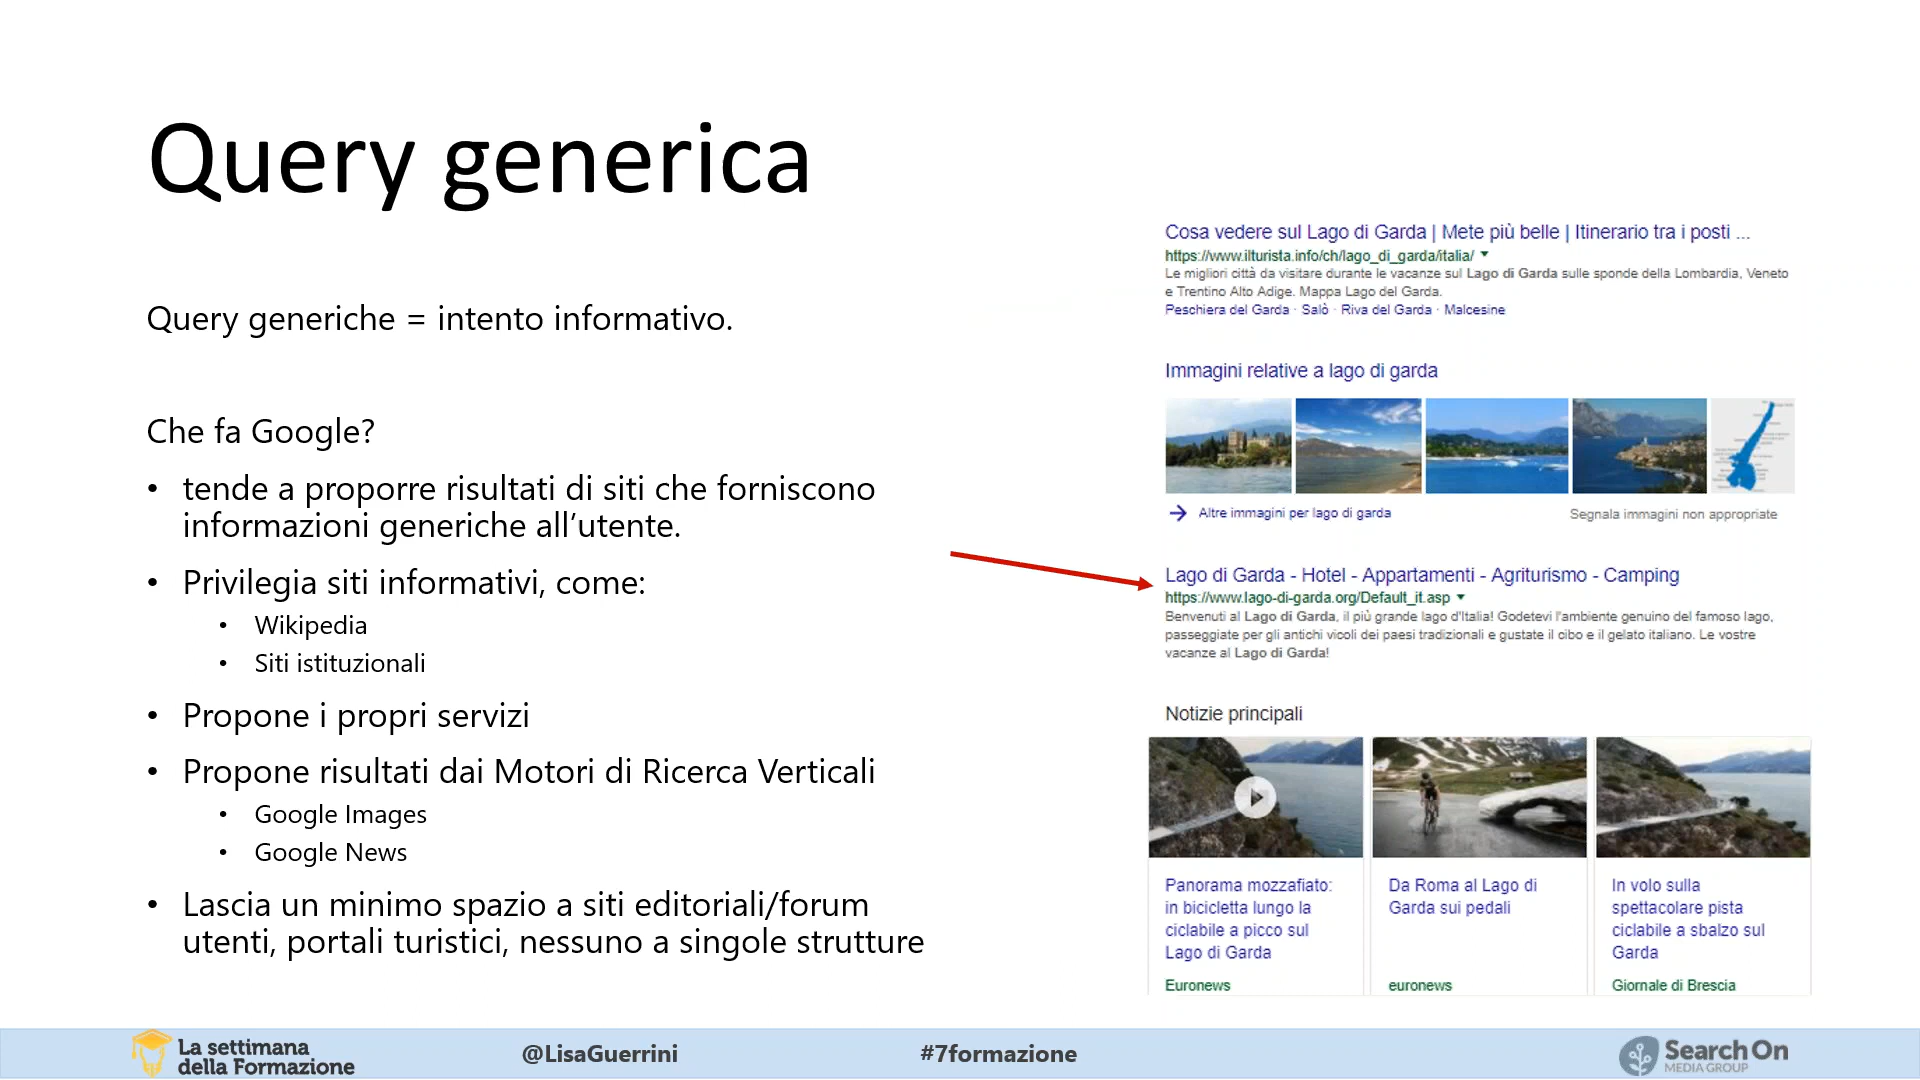 Query generica
Query generiche = intento informativo.
Che fa Google?
• tende a proporre risultati di siti che forniscono
informazioni generiche all’utente.
• Privilegia siti informativi, come:
• Wikipedia
• Siti istituzionali
• Propone i propri servizi
• Propone risultati dai Motori di Ricerca Verticali
• Google Images
• Google News
• Lascia un minimo spazio a siti editoriali/forum
utenti, portali turistici, nessuno a singole strutture
Cosa vedere sul Lago di Garda | Mete più belle | Itinerario tra i posti ...
https://www.ilturista.info/ch/lago_di_garda/italia/
Le migliori città da visitare durante le vacanze sul Lago di Garda sulle sponde della Lombardia, Veneto
e Trentino Alto Adige. Mappa Lago del Garda.
Peschiera del Garda · Salò · Riva del Garda · Malcesine
Immagini relative a lago di garda
Altre immagini per lago di garda
Segnala immagini non appropriate
Lago di Garda - Hotel - Appartamenti - Agriturismo - Camping
https://www.lago-di-garda.org/Default_it.asp
Benvenuti al Lago di Garda, il più grande lago d'Italia! Godetevi l'ambiente genuino del famoso lago,
passeggiate per gli antichi vicoli dei paesi tradizionali e gustate il cibo e il gelato italiano. Le vostre
vacanze al Lago di Garda!
Notizie principali
Panorama mozzafiato:
in bicicletta lungo la
ciclabile a picco sul
Lago di Garda
Euronews
Da Roma al Lago di
Garda sui pedali
euronews
In volo sulla
spettacolare pista
ciclabile a sbalzo sul
Garda
Giornale di Brescia
La settimana
della Formazione
@LisaGuerrini
#7formazione
Search On
MEDIA GROUP